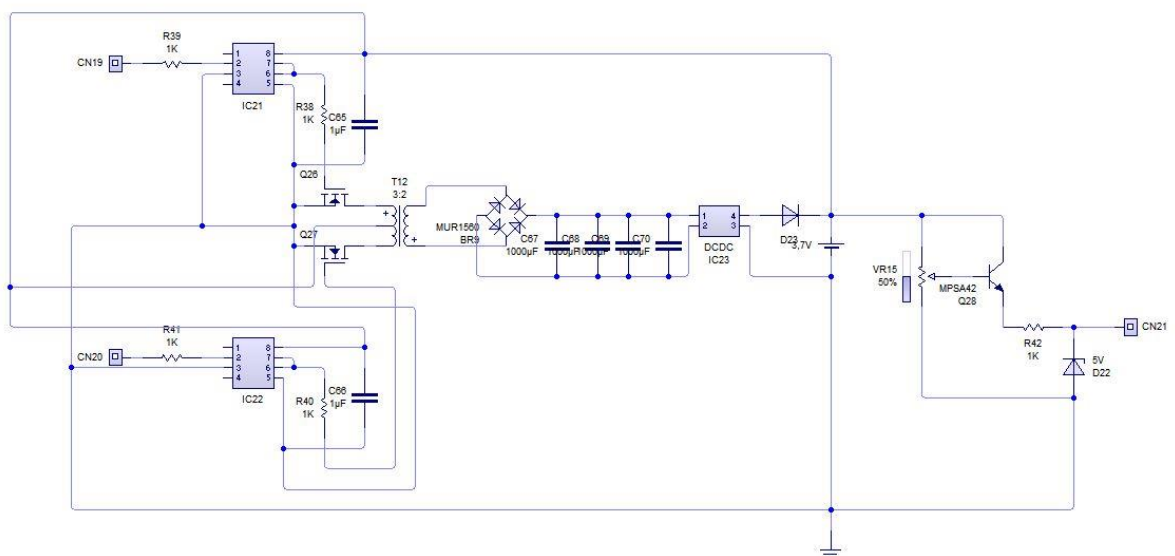 R39
1K
CN19
1
2
3
4
8
7
6
5
IC21
R38
1K
C65
1µF
Q26
T12
3:2
+
+
Q27
MUR1560
BR9
C67
1000µF
C68
1000µF
C69
1000µF
C70
1
2
4
3
DCDC
IC23
D23
3,7V
VR15
50%
MPSA42
Q28
R42
1K
CN21
5V
D22
R41
1K
CN20
1
2
3
4
8
7
6
5
IC22
R40
1K
C66
1µF